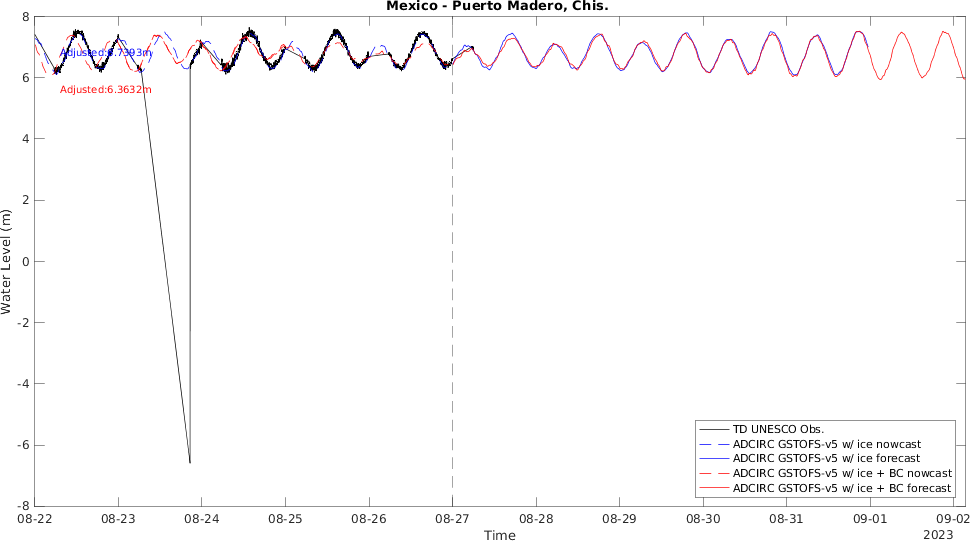 Mexico - Puerto Madero, Chis.
8
6
4
2
0
-2
-4
-6
-8
Water Level (m)
Adjusted:6.7393m
Adjusted:6.3632m
TD UNESCO Obs.
ADCIRC GSTOFS-v5 w/ ice nowcast
ADCIRC GSTOFS-v5 w/ ice forecast
ADCIRC GSTOFS-v5 w/ ice + BC nowcast
ADCIRC GSTOFS-v5 w/ ice + BC forecast
08-22 08-23 08-24 08-25 08-26 08-27 08-28 08-29 08-30 08-31 09-01 09-02
Time
2023